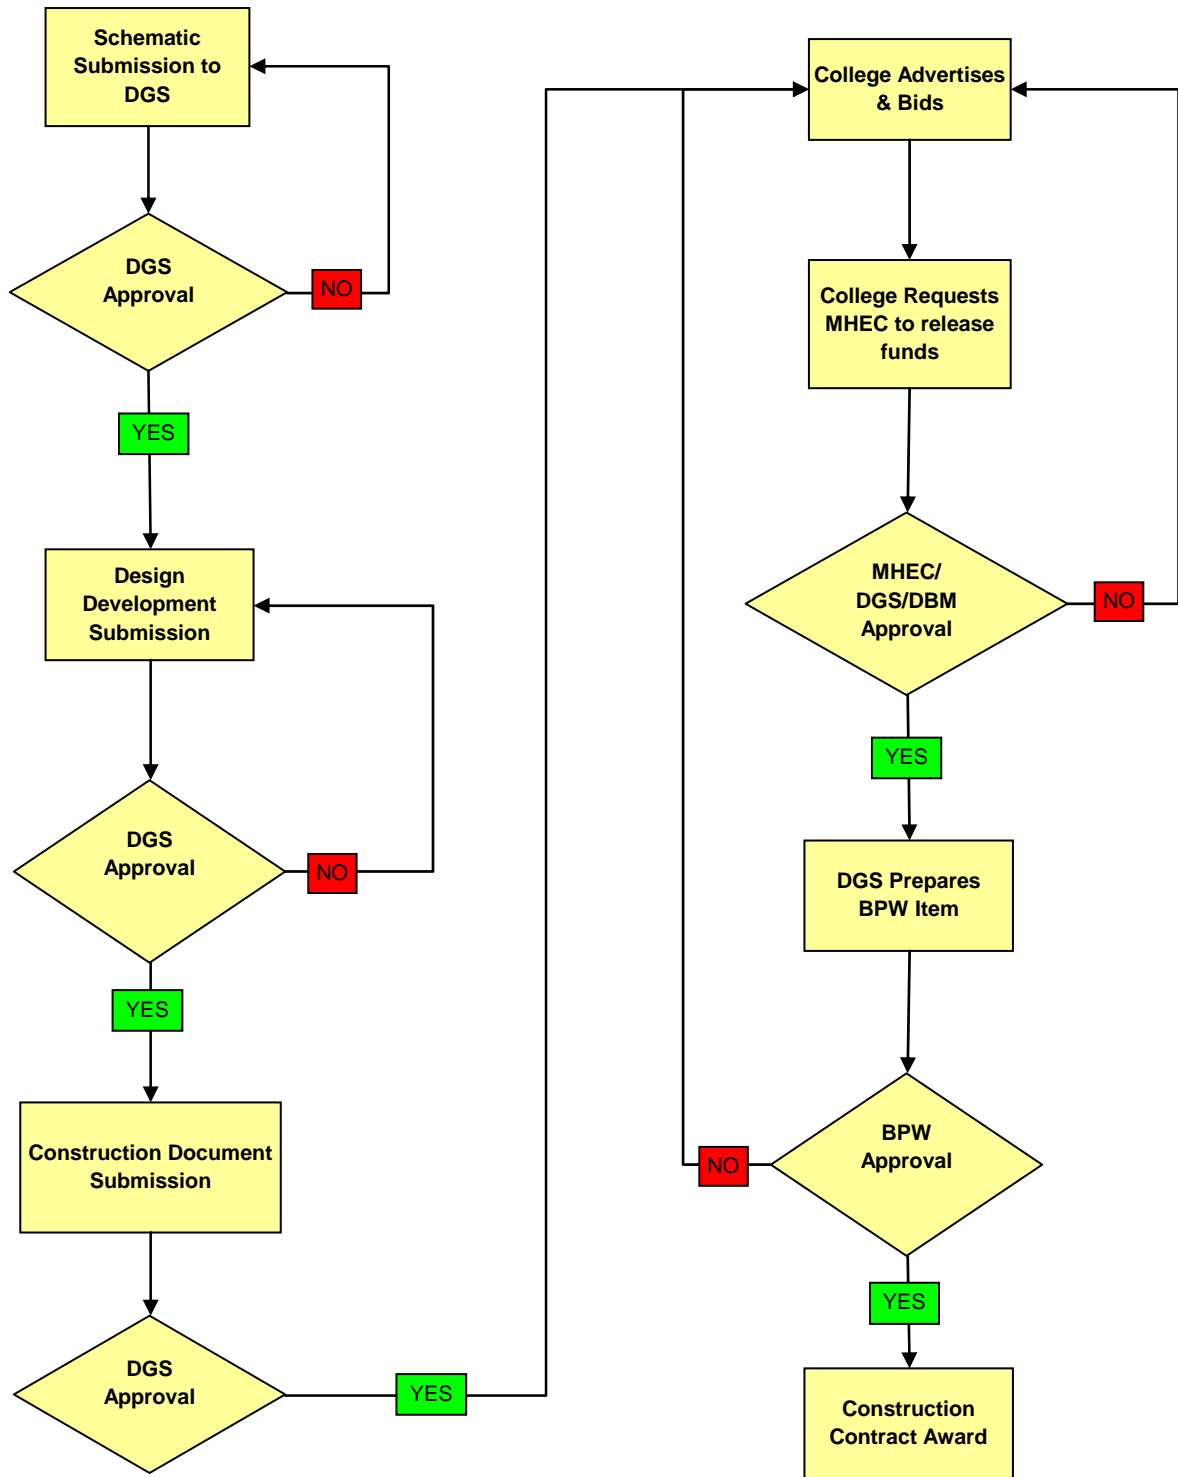 Schematic
Submission to
DGS
DGS
Approval
NO
YES
Design
Development
Submission
DGS
Approval
NO
YES
Construction Document
Submission
DGS
Approval
YES
College Advertises
& Bids
College Requests
MHEC to release
funds
MHEC/
DGS/DBM
Approval
NO
YES
DGS Prepares
BPW Item
BPW
Approval
NO
YES
Construction
Contract Award